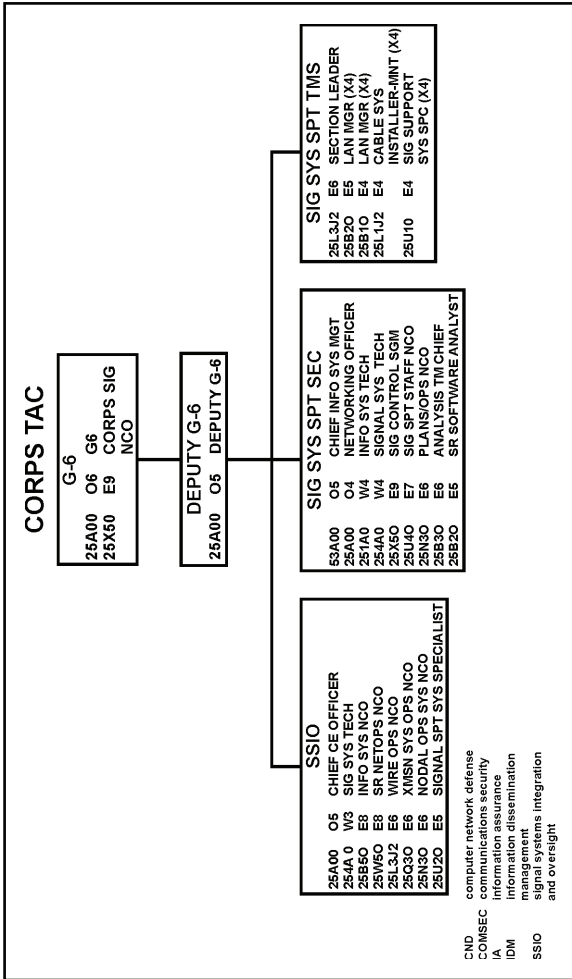 CORPS TAC
G-6
25A00 O6 G6
25X50 E9 CORPS SIG
NCO
DEPUTY G-6
25A00 O5 DEPUTY G-6
SSIO
25A00 O5 CHIEF CE OFFICER
254A 0 W3 SIG SYS TECH
25B5O E8 INFO SYS NCO
25W5O E8 SR NETOPS NCO
25L3J2 E6 WIRE OPS NCO
25Q3O E6 XMSN SYS OPS NCO
25N3O E6 NODAL OPS SYS NCO
25U2O E5 SIGNAL SPT SYS SPECIALIST
SIG SYS SPT SEC
53A00 O5 CHIEF INFO SYS MGT
25A00 O4 NETWORKING OFFICER
251A0 W4 INFO SYS TECH
254A0 W4 SIGNAL SYS TECH
25X5O E9 SIG CONTROL SGM
25U4O E7 SIG SPT STAFF NCO
25N3O E6 PLANS/OPS NCO
25B3O E6 ANALYSIS TM CHIEF
25B2O E5 SR SOFTWARE ANALYST
SIG SYS SPT TMS
25L3J2 E6 SECTION LEADER
25B2O E5 LAN MGR (X4)
25B1O E4 LAN MGR (X4)
25L1J2 E4 CABLE SYS
INSTALLER-MNT (X4)
25U10 E4 SIG SUPPORT
SYS SPC (X4)
CND computer network defense
COMSEC communications security
IA information assurance
IDM information dissemination
management
SSIO signal systems integration
and oversight